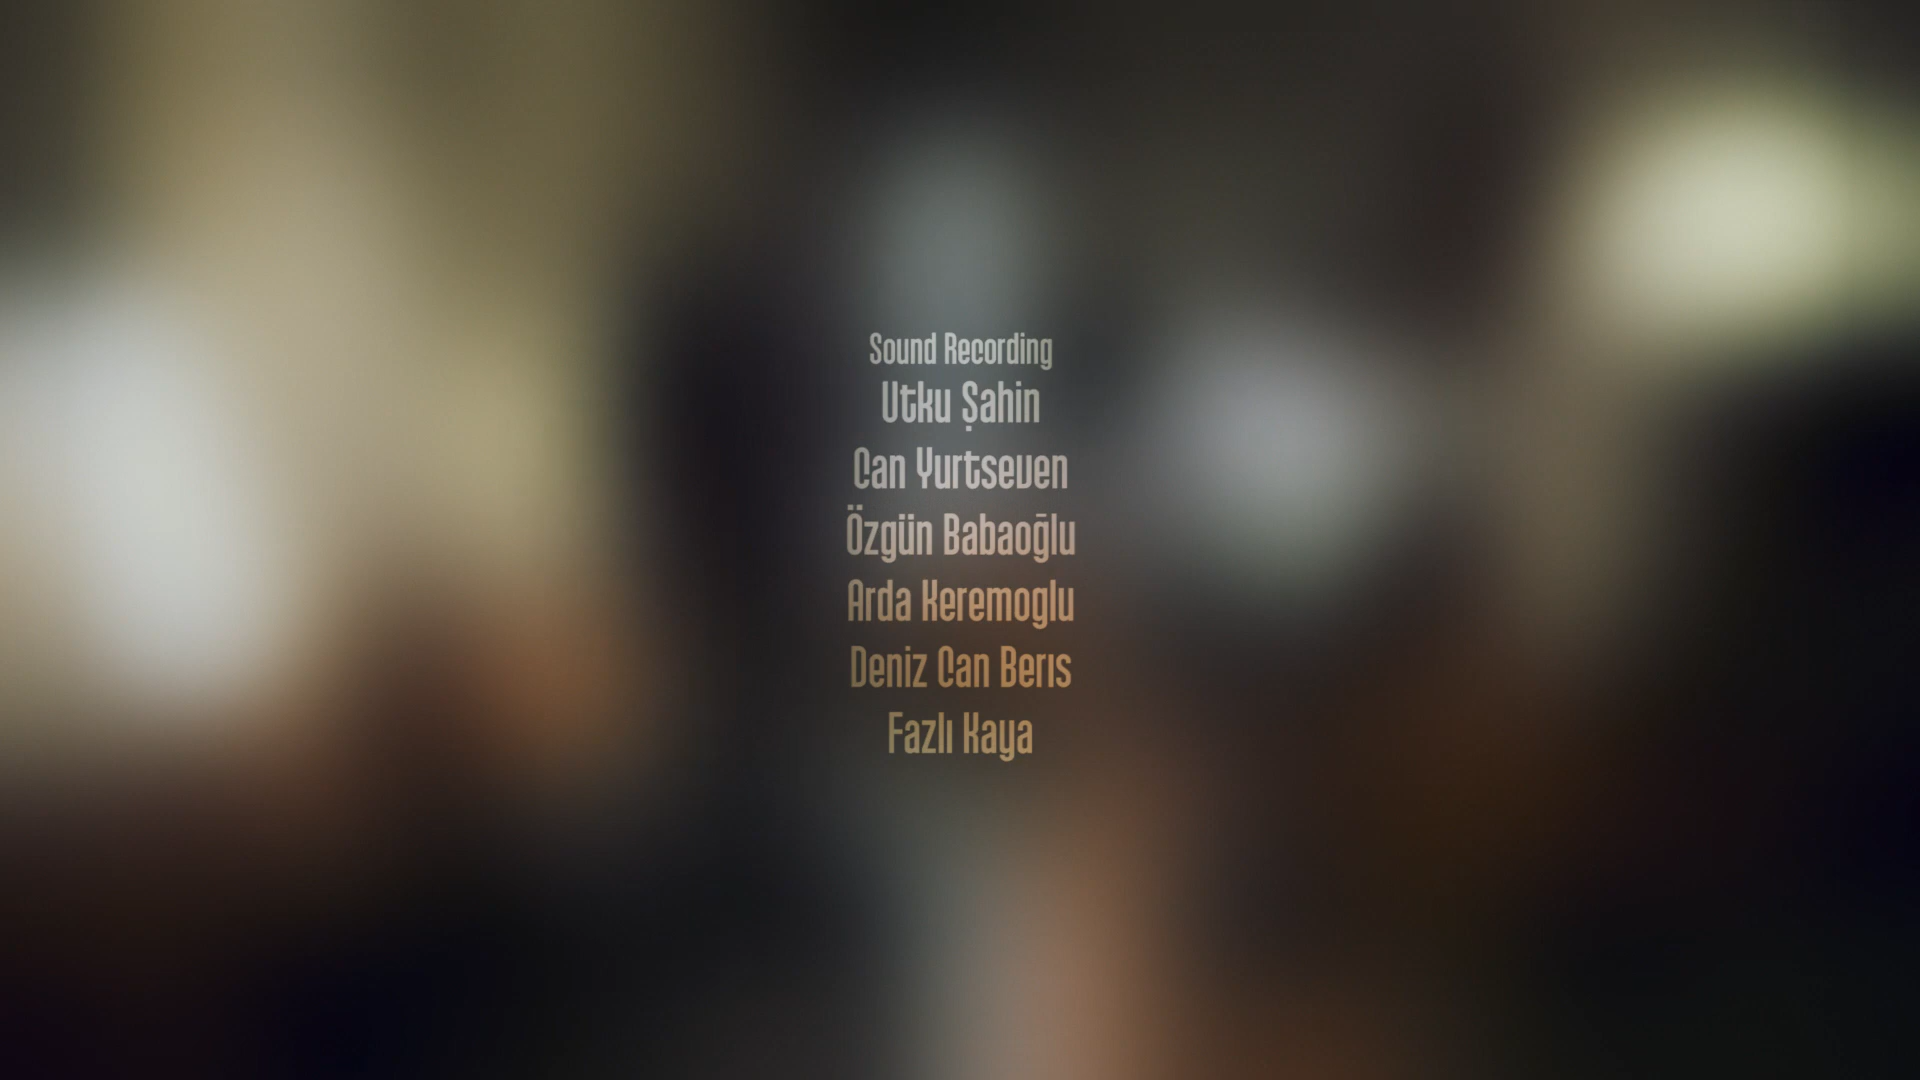 Sound Recording
Utku Şahin
Can Yurtseven
Özgün Babaoğlu
Arda Keremoglu
Deniz Can Berıs
Fazlı Kaya